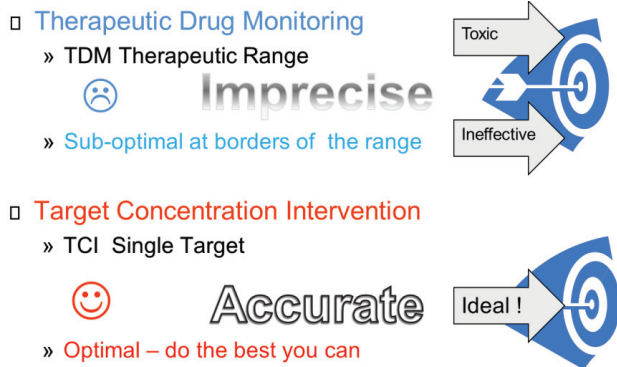 Therapeutic Drug Monitoring
» TDM Therapeutic Range
Imprecise
» Sub-optimal at borders of the range
Toxic
Ineffective
Target Concentration Intervention
» TCI Single Target
Accurate
» Optimal – do the best you can
Ideal !